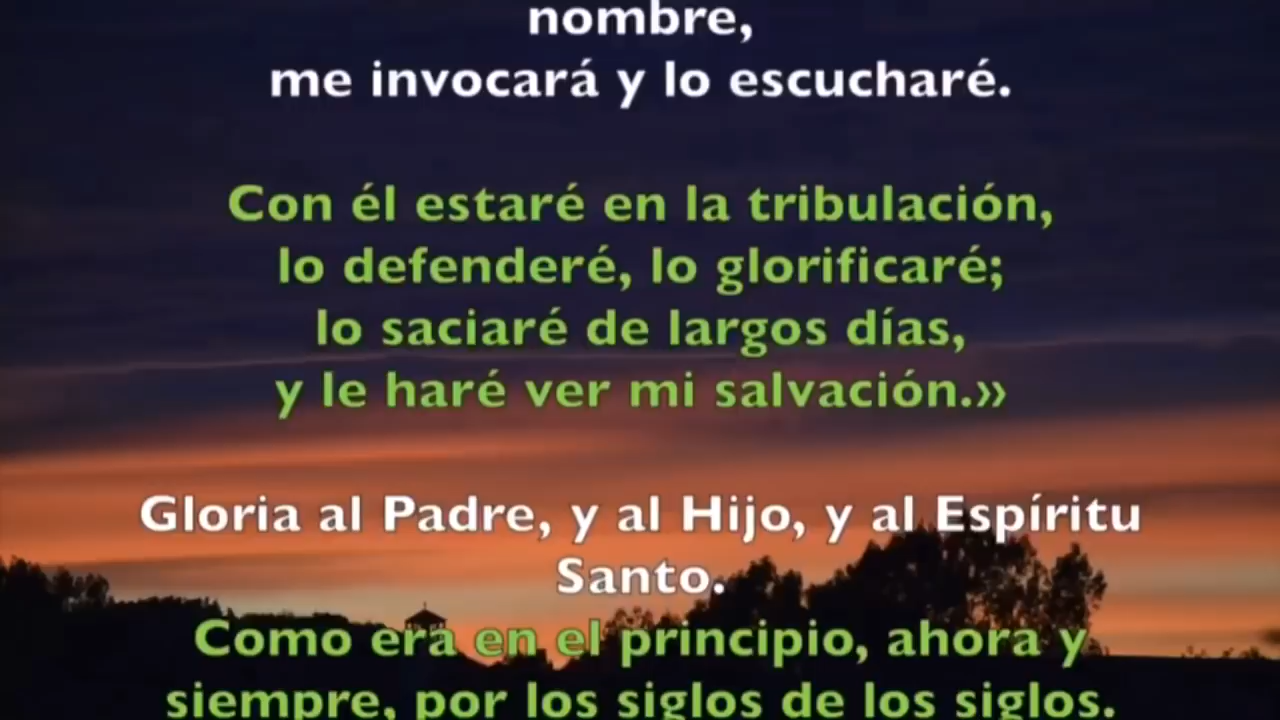 nombre,
me invocará y lo escucharé.
Con él estaré en la tribulación,
lo defenderé, lo glorificaré;
lo saciaré de largos días,
y le haré ver mi salvación.»
Gloria al Padre, y al Hijo, y al Espíritu
Santo.
Como era en el principio, ahora y
siempre, por los siglos de los siglos.